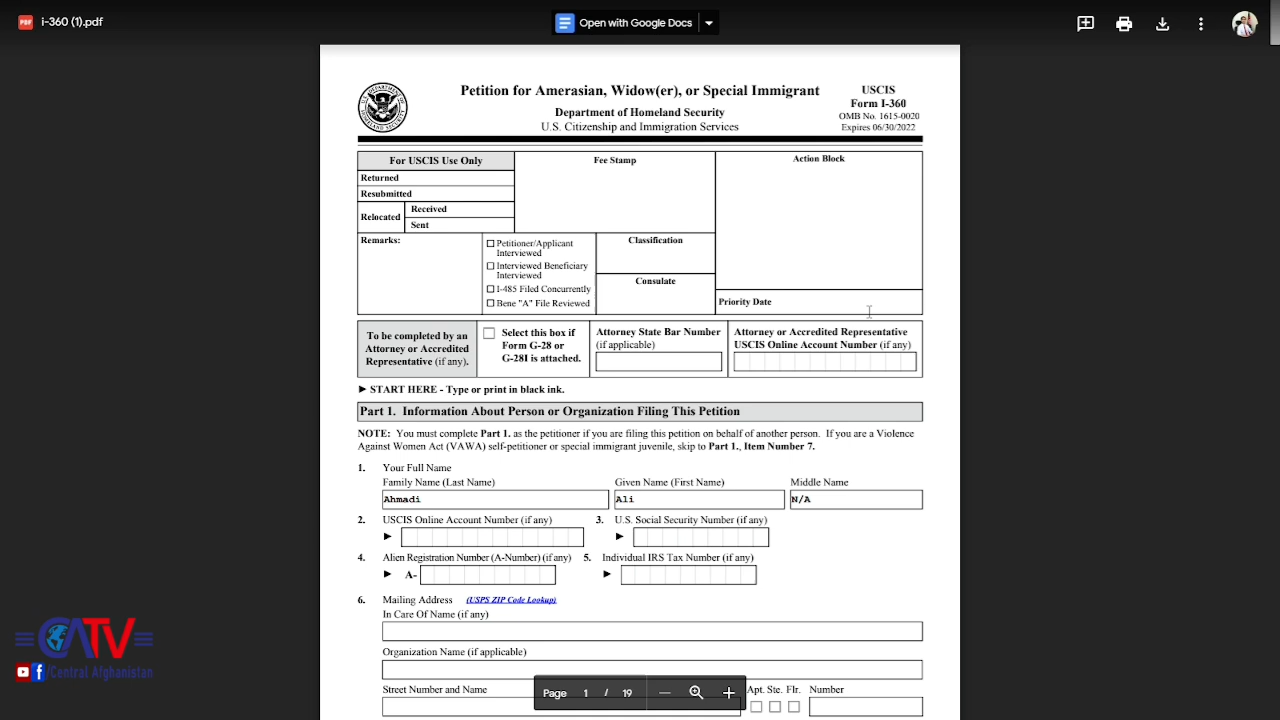 i-360 (1).pdf
Open with Google Docs
Petition for Amerasian, Widow(er), or Special Immigrant
Department of Homeland Security
U.S. Citizenship and Immigration Services
USCIS
Form I-360
OMB No. 1615-0020
Expires 06/30/2022
For USCIS Use Only
Returned
Resubmitted
Relocated
Received
Sent
Remarks:
Petitioner/Applicant
Interviewed
Interviewed Beneficiary
Interviewed
I-485 Filed Concurrently
Bene "A" File Reviewed
Fee Stamp
Classification
Consulate
Action Block
Priority Date
To be completed by an
Attorney or Accredited
Representative (if any).
Select this box if
Form G-28 or
G-28I is attached.
Attorney State Bar Number
(if applicable)
Attorney or Accredited Representative
USCIS Online Account Number (if any)
► START HERE - Type or print in black ink.
Part 1. Information About Person or Organization Filing This Petition
NOTE: You must complete Part 1. as the petitioner if you are filing this petition on behalf of another person. If you are a Violence
Against Women Act (VAWA) self-petitioner or special immigrant juvenile, skip to Part 1., Item Number 7.
1. Your Full Name
Family Name (Last Name) Given Name (First Name) Middle Name
Ahmadi Ali N/A
2. USCIS Online Account Number (if any) 3. U.S. Social Security Number (if any)
► ►
4. Alien Registration Number (A-Number) (if any) 5. Individual IRS Tax Number (if any)
► A- ►
6. Mailing Address (USPS ZIP Code Lookup)
In Care Of Name (if any)
Organization Name (if applicable)
Street Number and Name Apt. Ste. Flr. Number
Page 1 / 19
CATV
/Central Afghanistan